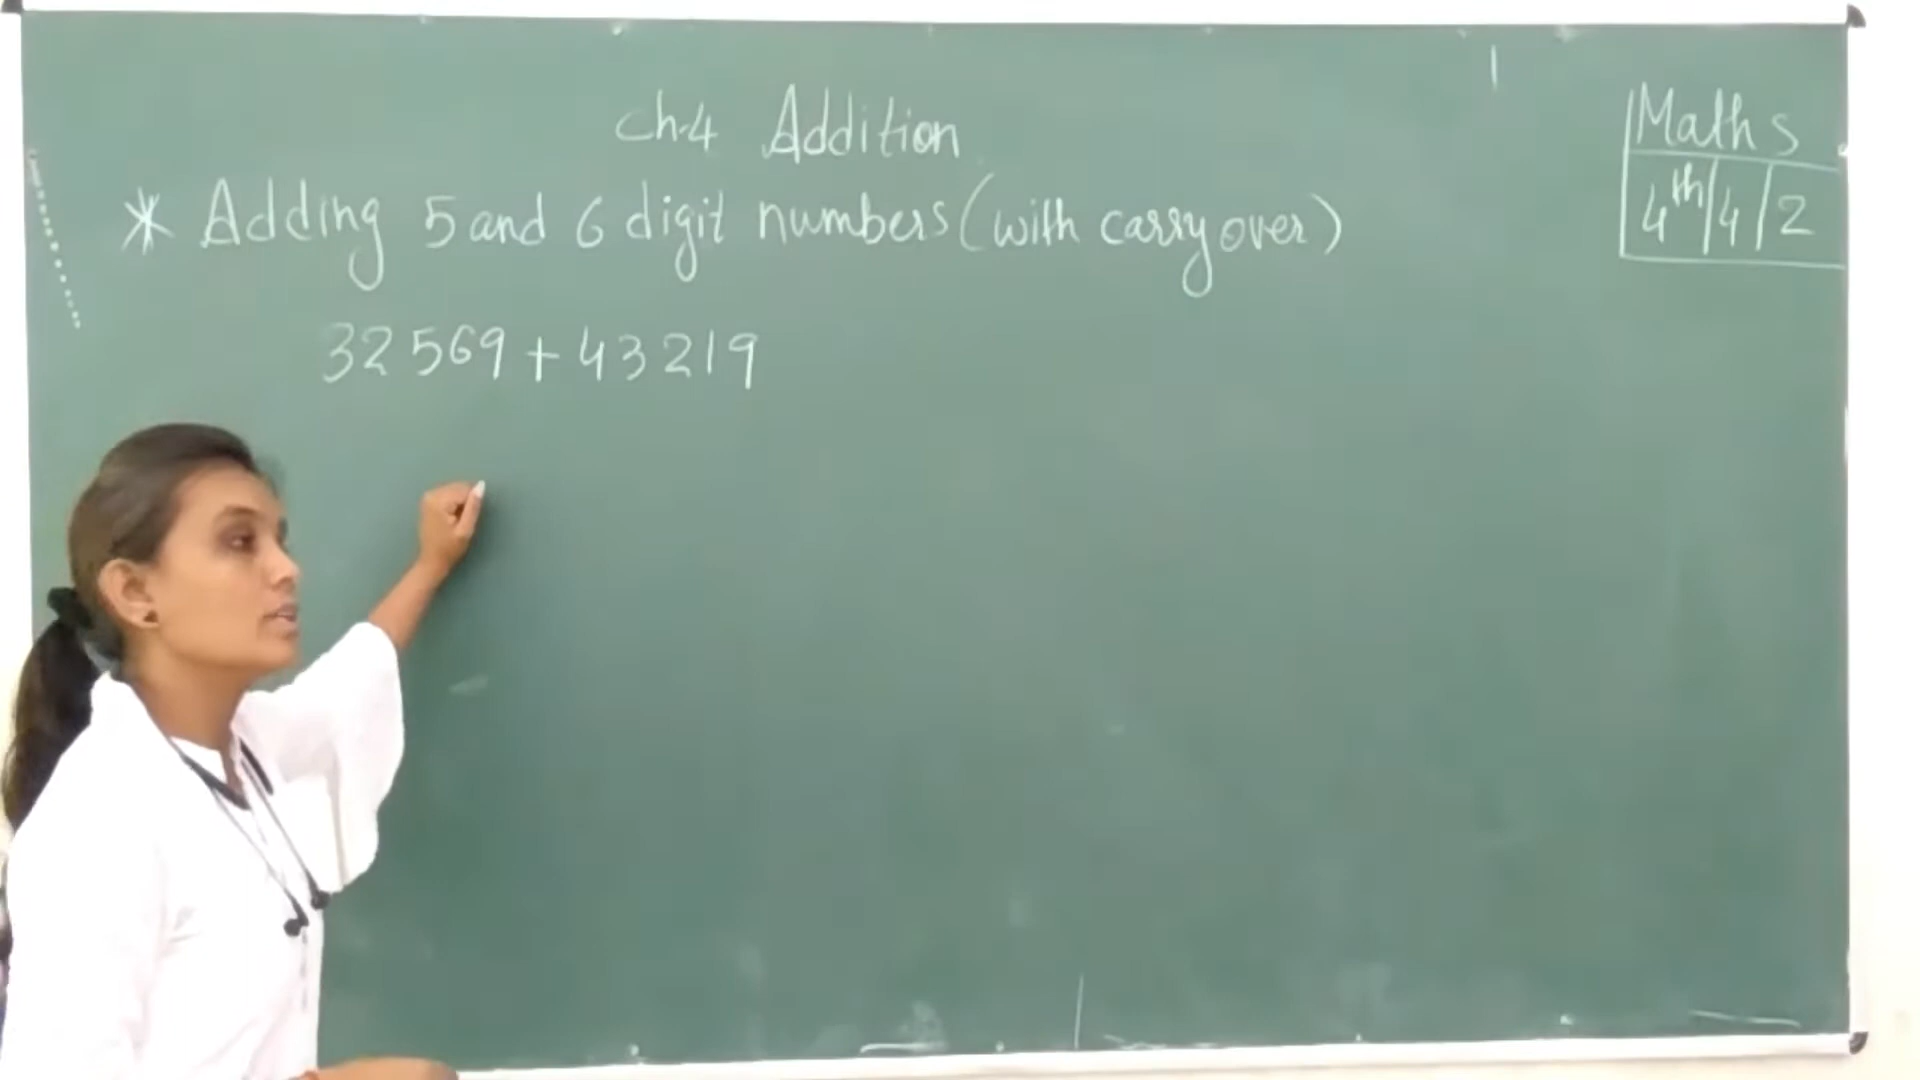 Ch-4 Addition
* Adding 5 and 6 digit numbers (with carry over)
32569 + 43219
Maths
4th/4/2